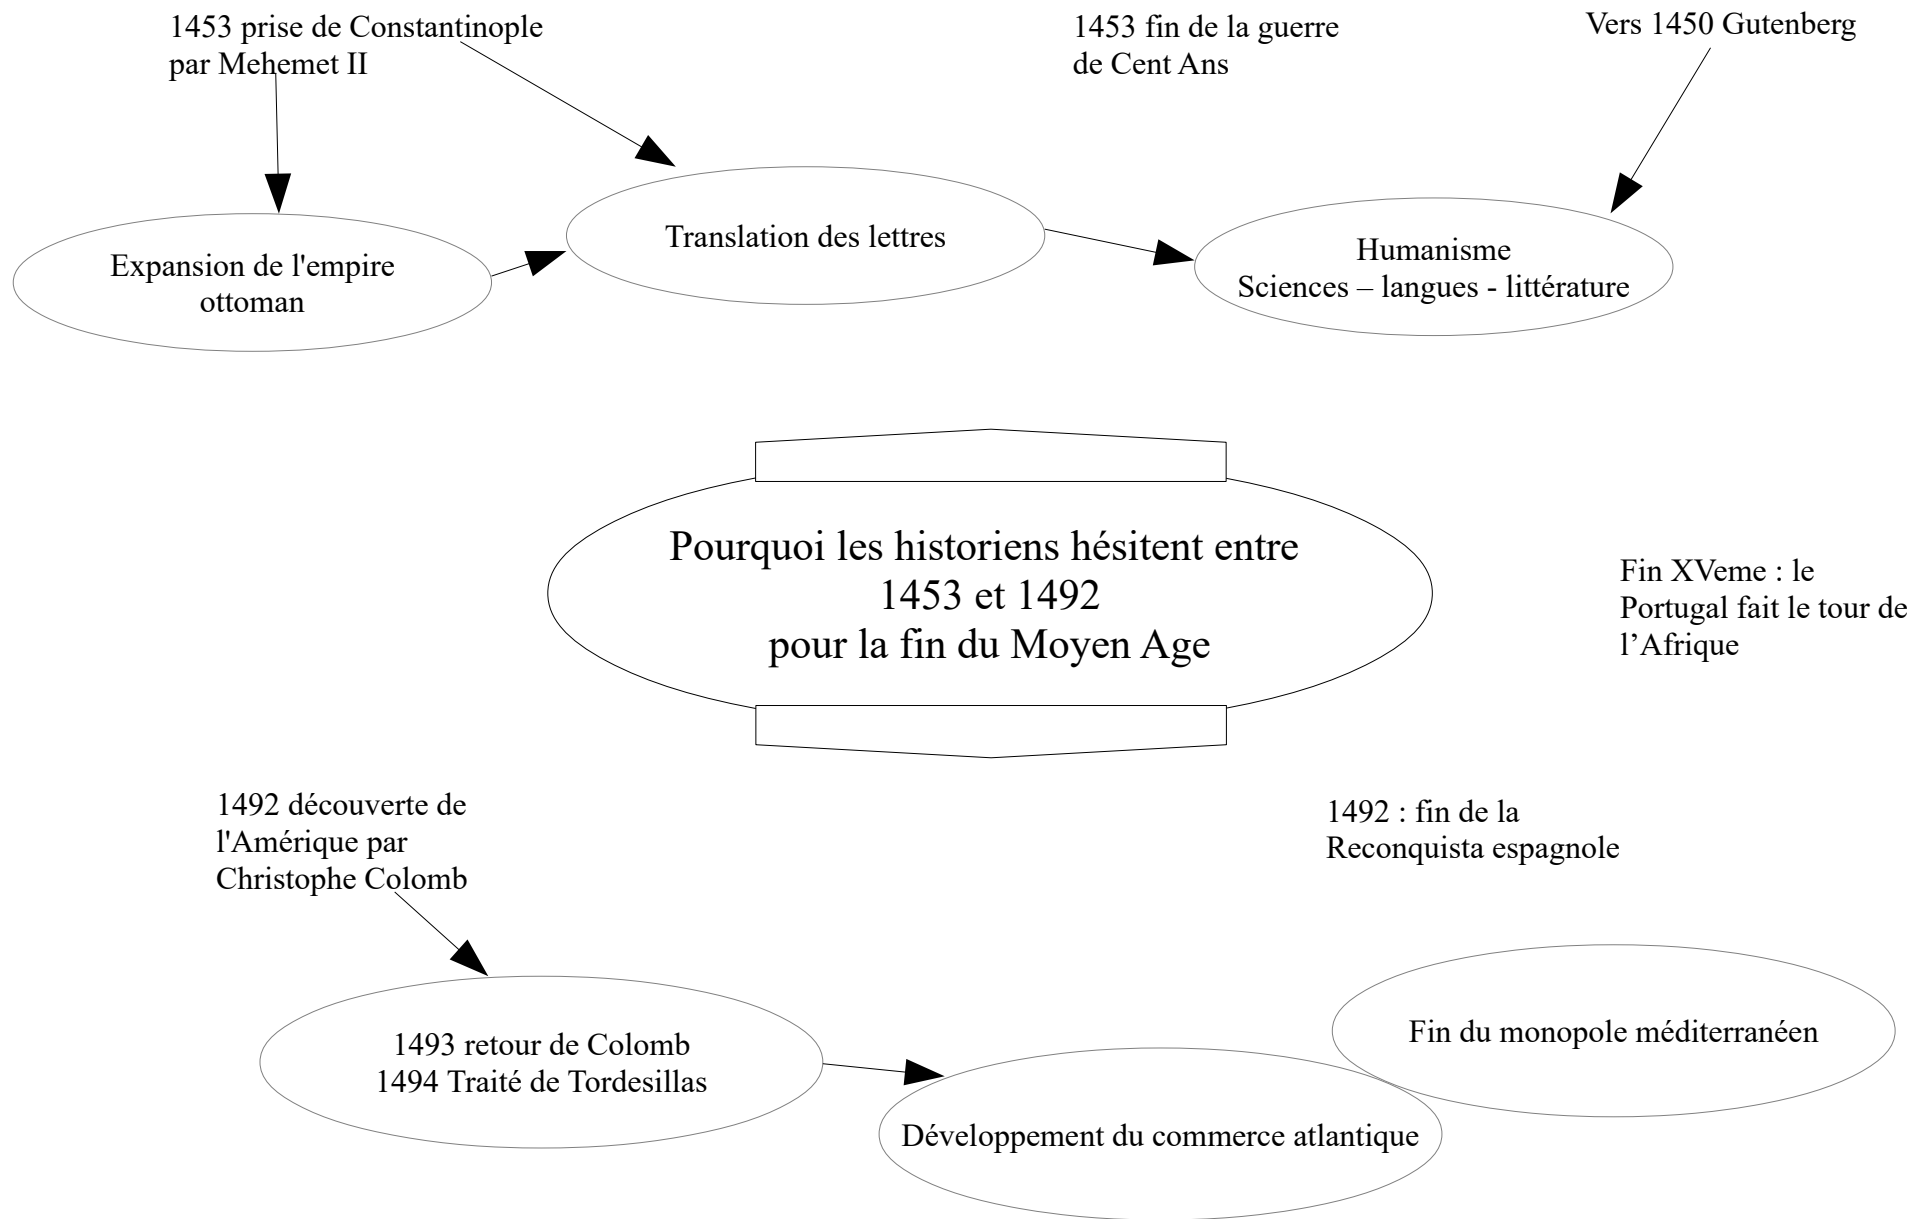 1453 prise de Constantinople
par Mehemet II
1453 fin de la guerre
de Cent Ans
Vers 1450 Gutenberg
Expansion de l'empire
ottoman
Translation des lettres
Humanisme
Sciences – langues - littérature
Pourquoi les historiens hésitent entre
1453 et 1492
pour la fin du Moyen Age
Fin XVeme : le
Portugal fait le tour de
l’Afrique
1492 découverte de
l'Amérique par
Christophe Colomb
1492 : fin de la
Reconquista espagnole
1493 retour de Colomb
1494 Traité de Tordesillas
Développement du commerce atlantique
Fin du monopole méditerranéen